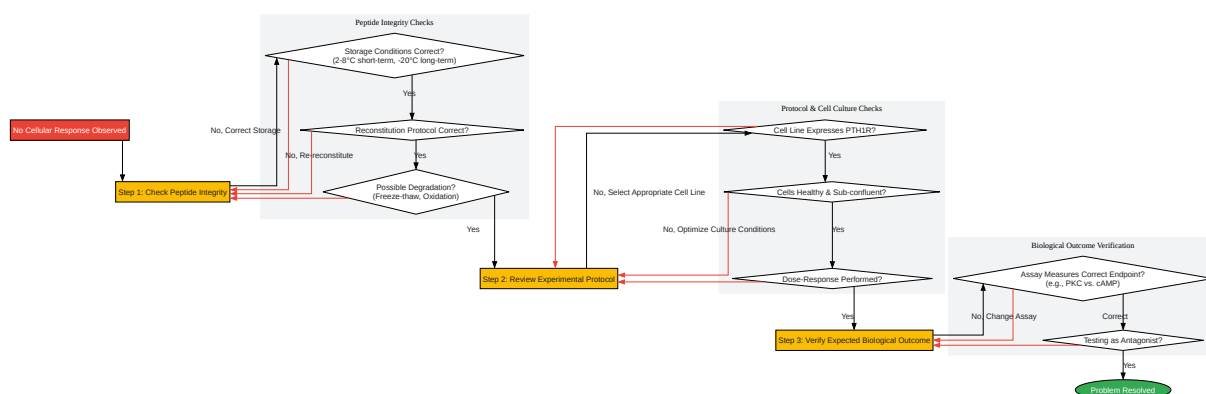 Peptide Integrity Checks
Storage Conditions Correct?
(2-8°C short-term, -20°C long-term)
Yes
No Cellular Response Observed
No, Correct Storage
Reconstitution Protocol Correct?
No, Re-reconstitute
Yes
Step 1: Check Peptide Integrity
Possible Degradation?
(Freeze-thaw, Oxidation)
Yes
Protocol & Cell Culture Checks
Cell Line Expresses PTH1R?
Yes
No, Select Appropriate Cell Line
Cells Healthy & Sub-confluent?
No, Optimize Culture Conditions
Yes
Step 2: Review Experimental Protocol
Dose-Response Performed?
Yes
Biological Outcome Verification
Assay Measures Correct Endpoint?
(e.g., PKC vs. cAMP)
No, Change Assay
Correct
Step 3: Verify Expected Biological Outcome
Testing as Antagonist?
Yes
Problem Resolved